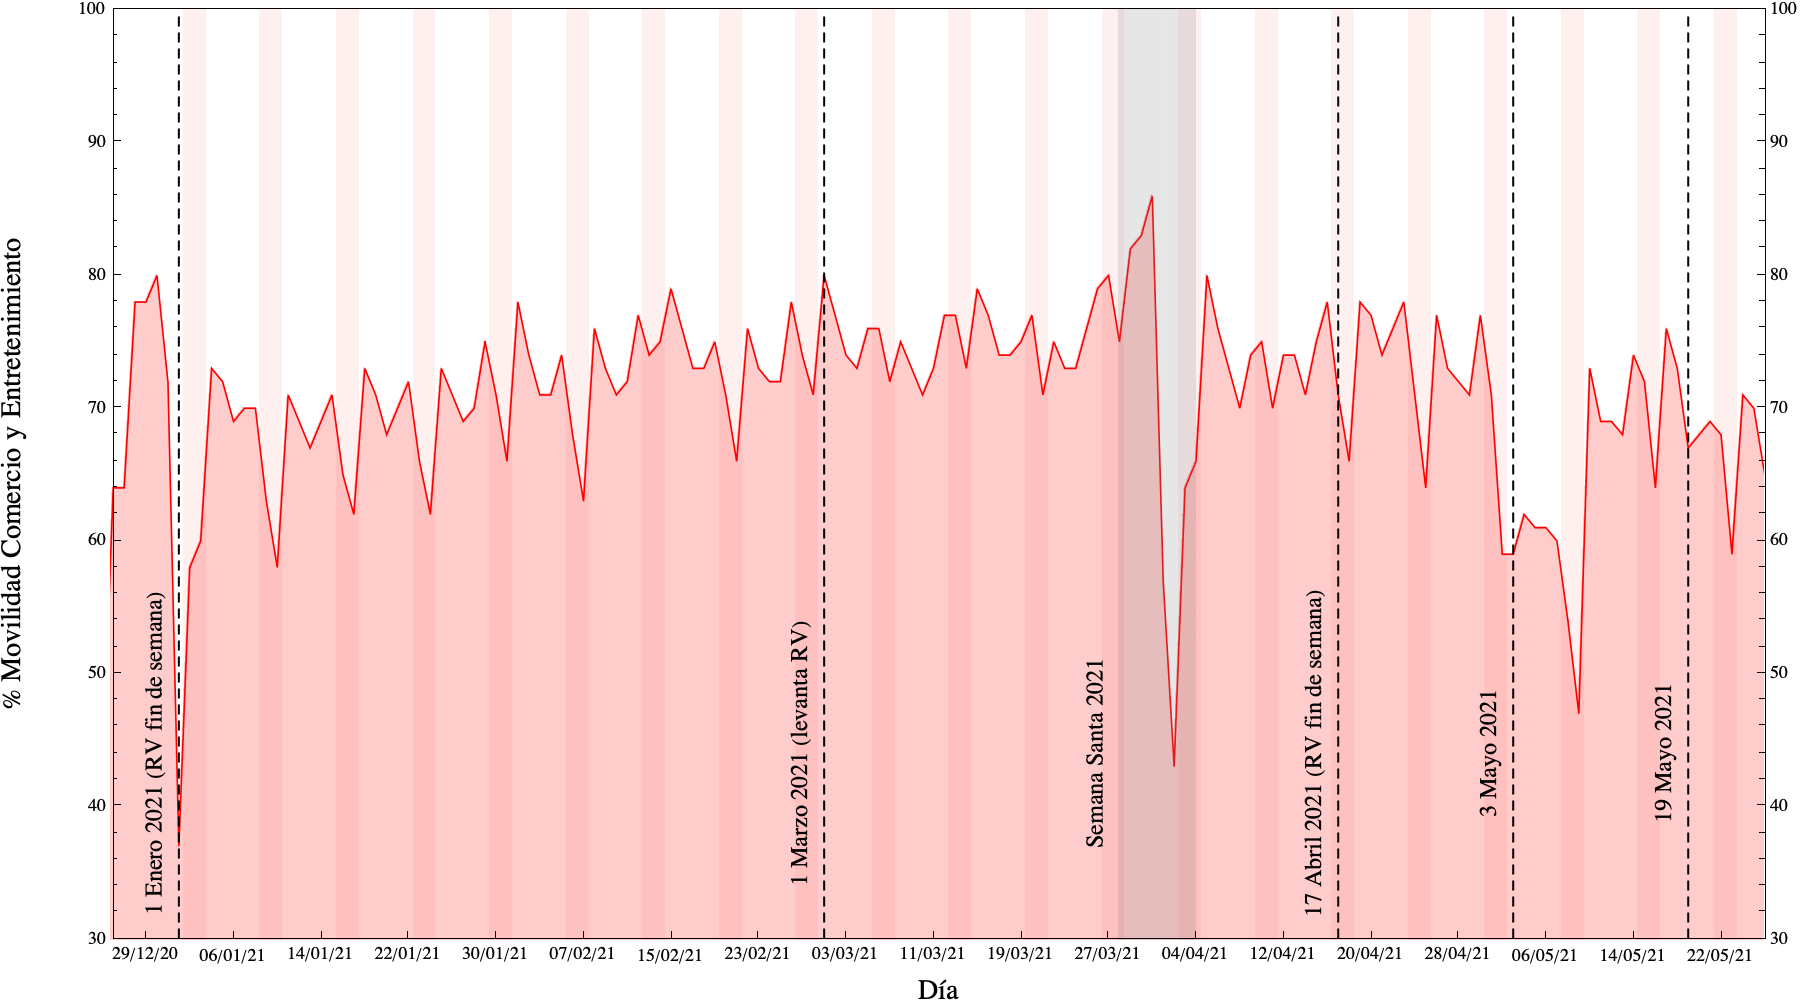 100
90
80
70
60
50
40
30
100
90
80
70
60
50
40
30
% Movilidad Comercio y Entretenimiento
1 Enero 2021 (RV fin de semana)
1 Marzo 2021 (levanta RV)
Semana Santa 2021
17 Abril 2021 (RV fin de semana)
3 Mayo 2021
19 Mayo 2021
29/12/20 06/01/21 14/01/21 22/01/21 30/01/21 07/02/21 15/02/21 23/02/21 03/03/21 11/03/21 19/03/21 27/03/21 04/04/21 12/04/21 20/04/21 28/04/21 06/05/21 14/05/21 22/05/21
Día